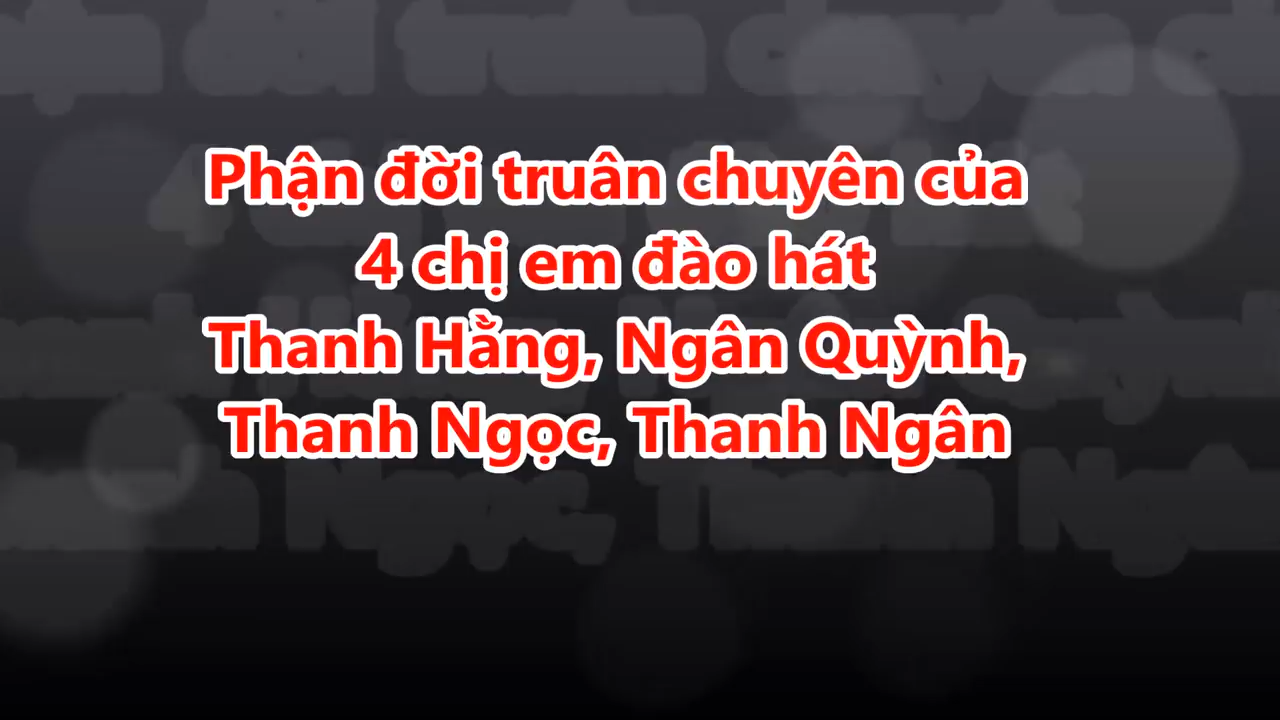 Phận đời truân chuyên của
4 chị em đào hát
Thanh Hằng, Ngân Quỳnh,
Thanh Ngọc, Thanh Ngân